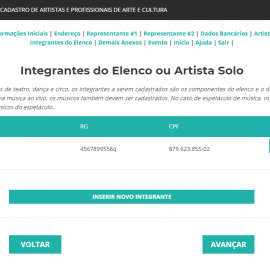 CADASTRO DE ARTISTAS E PROFISSIONAIS DE ARTE E CULTURA
ormações Iniciais | Endereço | Representante #1 | Representante #2 | Dados Bancários | Artist
Integrantes do Elenco | Demais Anexos | Evento | Início | Ajuda | Sair |
Integrantes do Elenco ou Artista Solo
s de teatro, dança e circo, os integrantes a serem cadastrados são os componentes do elenco e o d
na música ao vivo, os músicos também devem ser cadastrados. No caso de espetáculo de música, os
sicos do espetáculo.
RG CPF
4567899556q 879.623.855-02
INSERIR NOVO INTEGRANTE
VOLTAR AVANÇAR